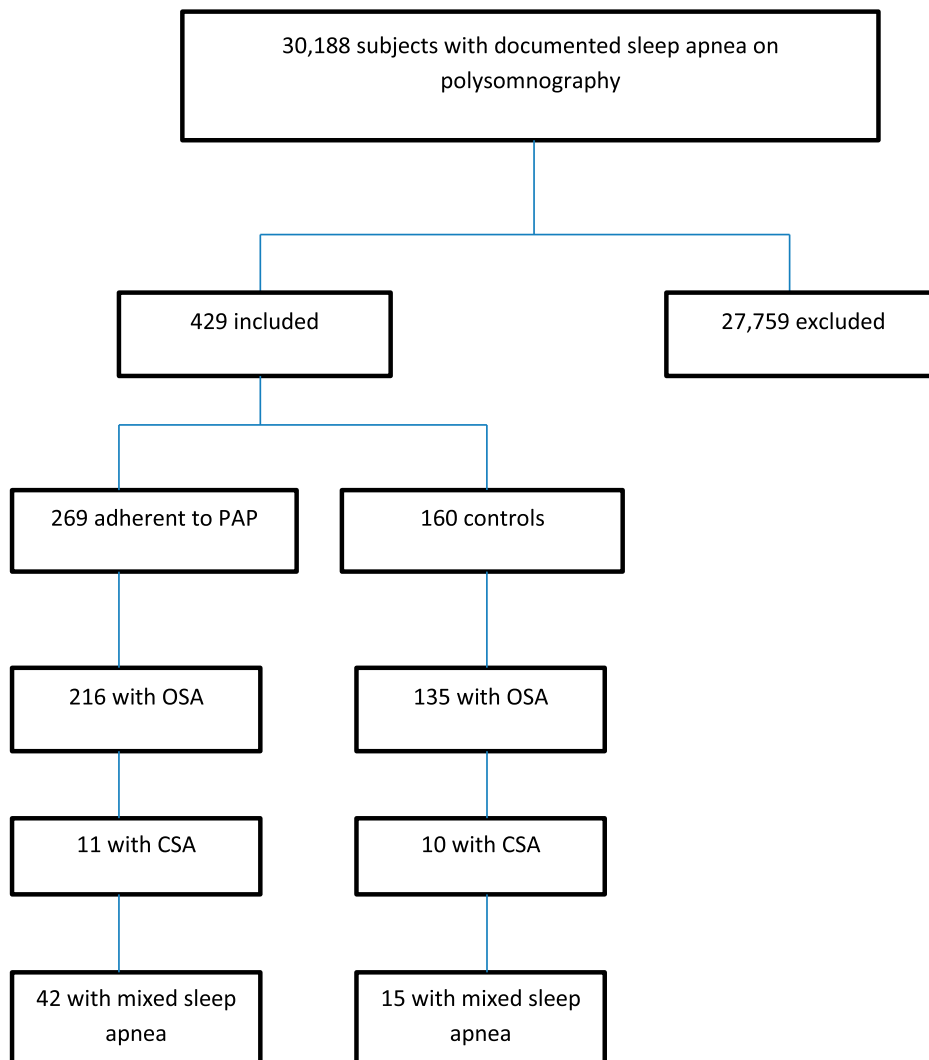 30,188 subjects with documented sleep apnea on
polysomnography
429 included
27,759 excluded
269 adherent to PAP
160 controls
216 with OSA
135 with OSA
11 with CSA
10 with CSA
42 with mixed sleep
apnea
15 with mixed sleep
apnea